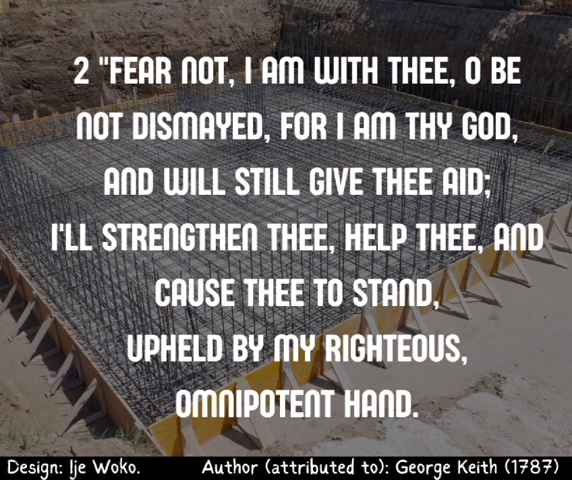 2 "FEAR NOT, I AM WITH THEE, O BE
NOT DISMAYED, FOR I AM THY GOD,
AND WILL STILL GIVE THEE AID;
I'LL STRENGTHEN THEE, HELP THEE, AND
CAUSE THEE TO STAND,
UPHELD BY MY RIGHTEOUS,
OMNIPOTENT HAND.
Design: Ije Woko. Author (attributed to): George Keith (1787)